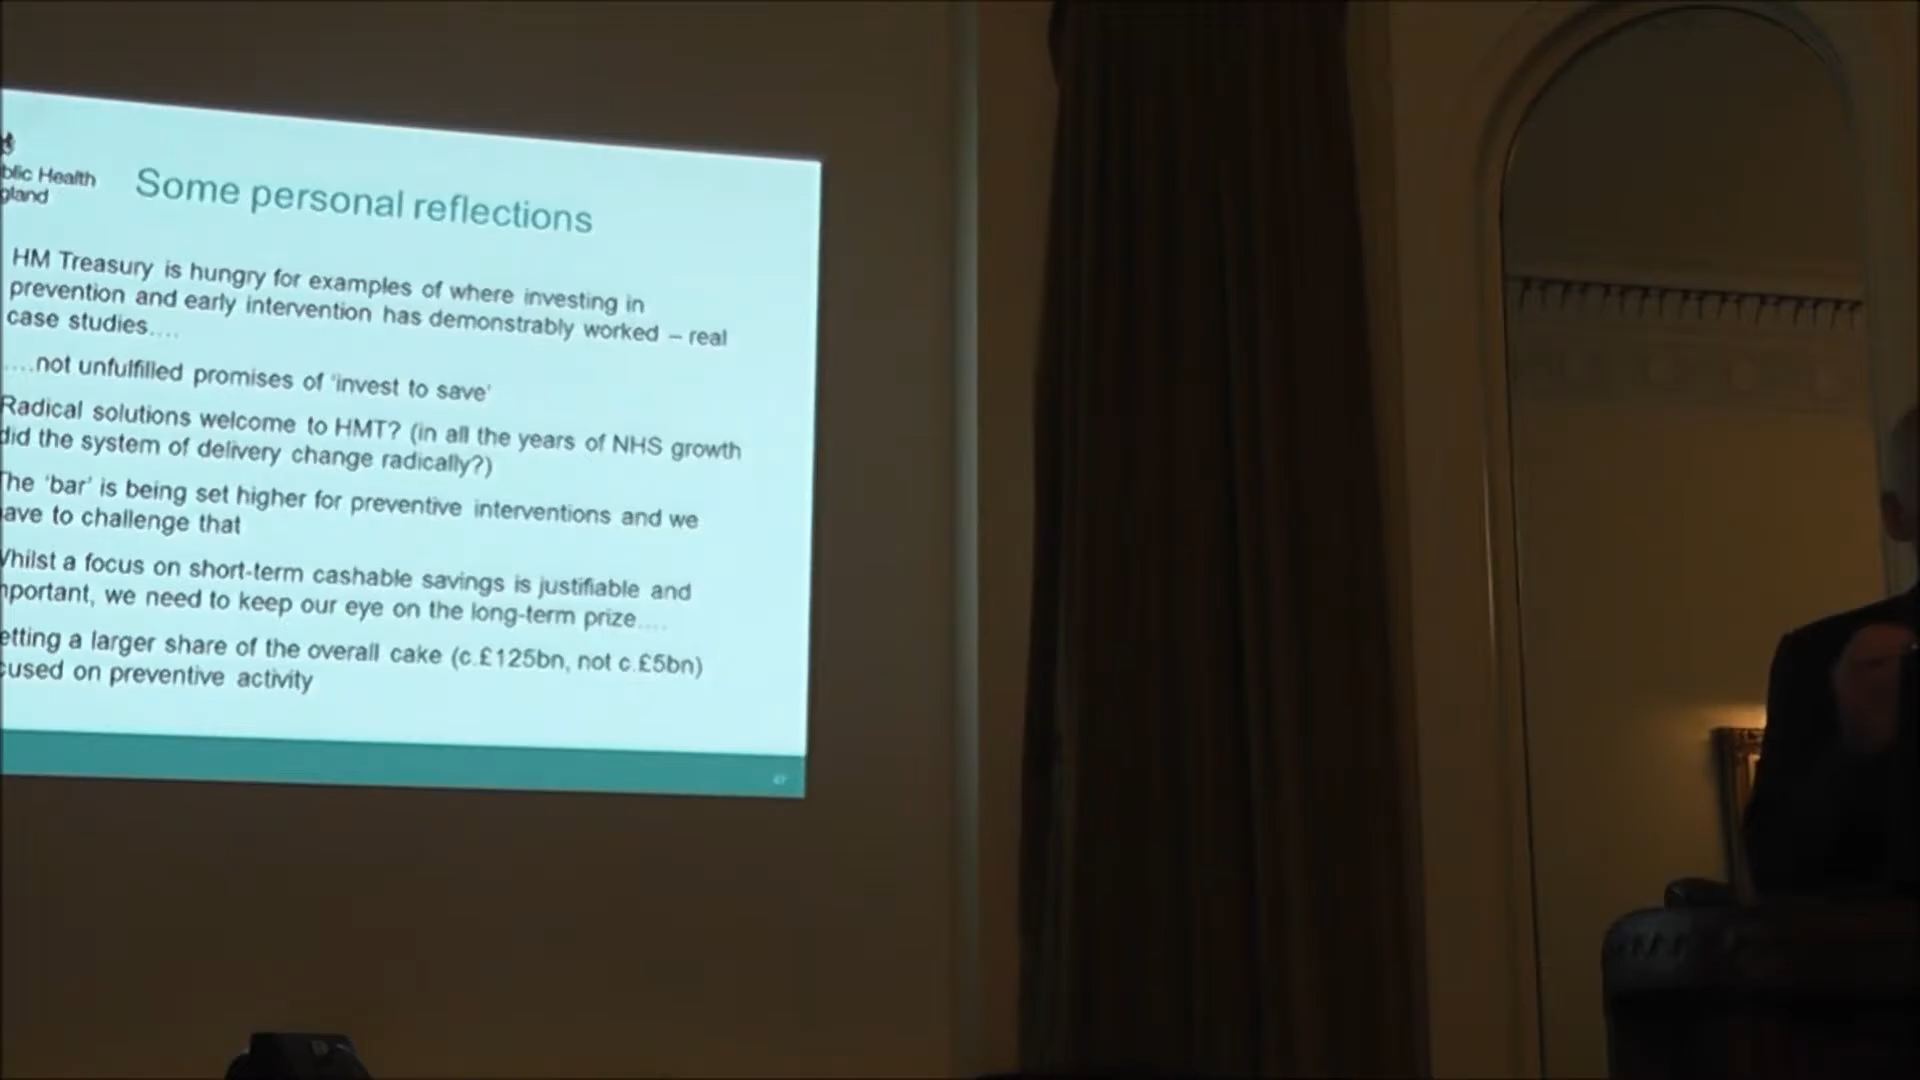 blic Health
gland
Some personal reflections
HM Treasury is hungry for examples of where investing in
prevention and early intervention has demonstrably worked – real
case studies....
....not unfulfilled promises of 'invest to save'
Radical solutions welcome to HMT? (in all the years of NHS growth
did the system of delivery change radically?)
The 'bar' is being set higher for preventive interventions and we
ave to challenge that
Whilst a focus on short-term cashable savings is justifiable and
mportant, we need to keep our eye on the long-term prize....
etting a larger share of the overall cake (c.£125bn, not c.£5bn)
cused on preventive activity